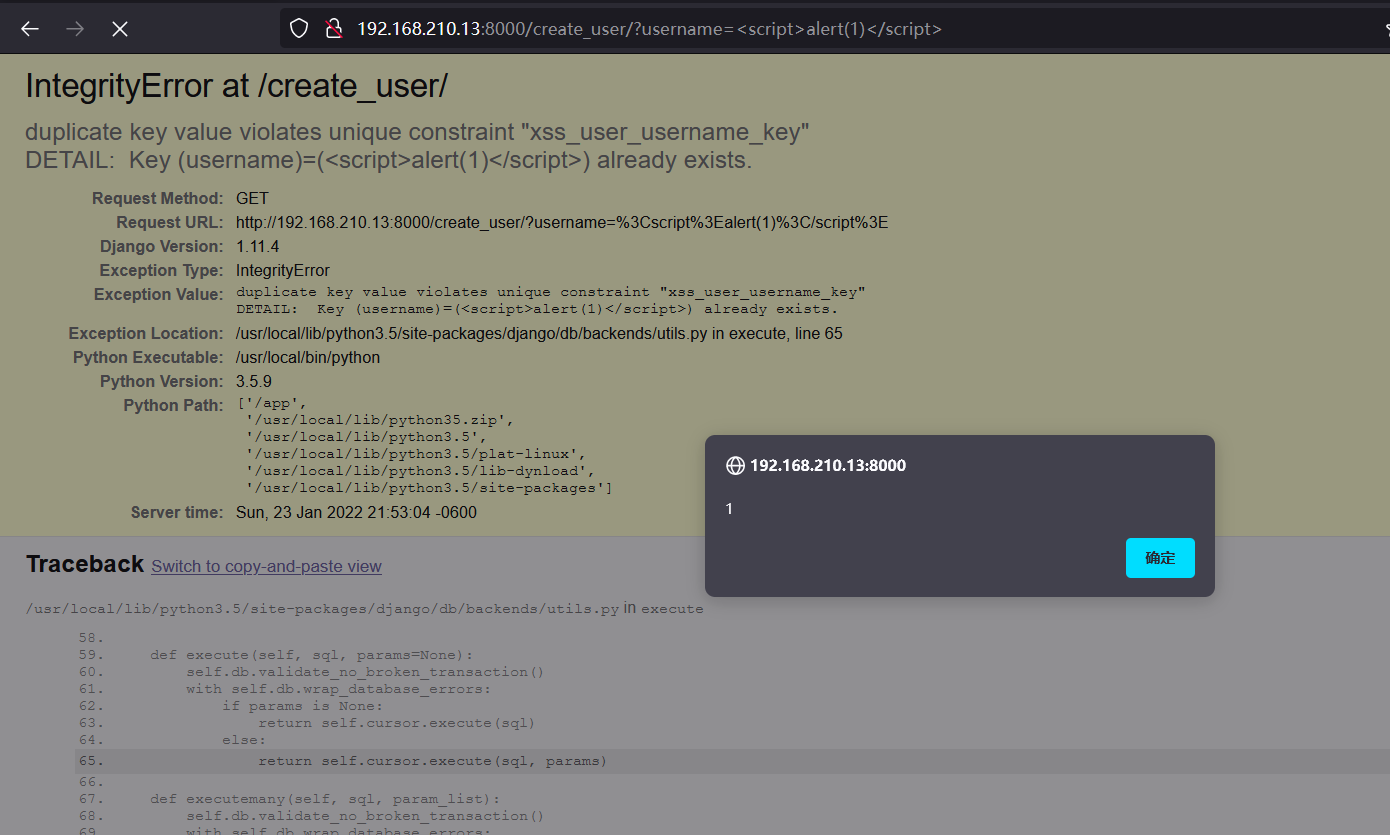 192.168.210.13:8000/create_user/?username=<script>alert(1)</script>
IntegrityError at /create_user/
duplicate key value violates unique constraint "xss_user_username_key"
DETAIL:  Key (username)=(<script>alert(1)</script>) already exists.
Request Method: GET
Request URL: http://192.168.210.13:8000/create_user/?username=%3Cscript%3Ealert(1)%3C/script%3E
Django Version: 1.11.4
Exception Type: IntegrityError
Exception Value: duplicate key value violates unique constraint "xss_user_username_key"
DETAIL:  Key (username)=(<script>alert(1)</script>) already exists.
Exception Location: /usr/local/lib/python3.5/site-packages/django/db/backends/utils.py in execute, line 65
Python Executable: /usr/local/bin/python
Python Version: 3.5.9
Python Path: ['/app',
'/usr/local/lib/python35.zip',
'/usr/local/lib/python3.5',
'/usr/local/lib/python3.5/plat-linux',
'/usr/local/lib/python3.5/lib-dynload',
'/usr/local/lib/python3.5/site-packages']
Server time: Sun, 23 Jan 2022 21:53:04 -0600
192.168.210.13:8000
1
确定
Traceback Switch to copy-and-paste view
/usr/local/lib/python3.5/site-packages/django/db/backends/utils.py in execute
58.
59.     def execute(self, sql, params=None):
60.         self.db.validate_no_broken_transaction()
61.         with self.db.wrap_database_errors:
62.             if params is None:
63.                 return self.cursor.execute(sql)
64.             else:
65.                 return self.cursor.execute(sql, params)
66.
67.     def executemany(self, sql, param_list):
68.         self.db.validate_no_broken_transaction()
69.         with self.db.wrap_database_errors: